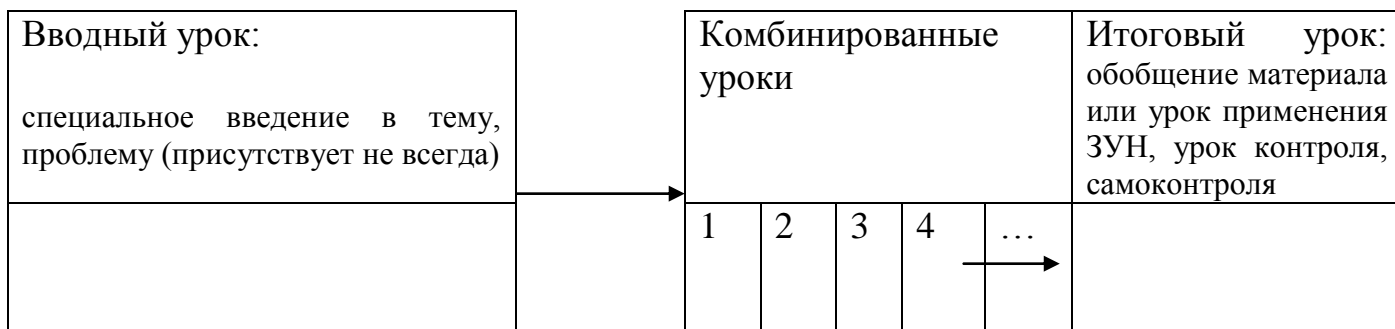 Вводный урок:
специальное введение в тему,
проблему (присутствует не всегда)
Комбинированные
уроки
Итоговый урок:
обобщение материала
или урок применения
ЗУН, урок контроля,
самоконтроля
1 2 3 4 …